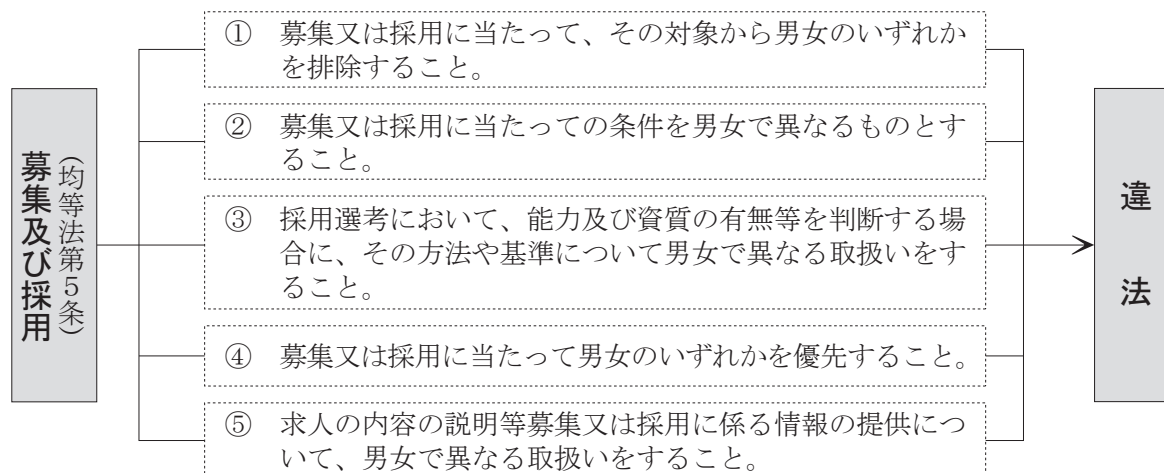 募集及び採用
(均等法第5条)
① 募集又は採用に当たって、その対象から男女のいずれか
を排除すること。
② 募集又は採用に当たっての条件を男女で異なるものとす
ること。
③ 採用選考において、能力及び資質の有無等を判断する場
合に、その方法や基準について男女で異なる取扱いをす
ること。
④ 募集又は採用に当たって男女のいずれかを優先すること。
⑤ 求人の内容の説明等募集又は採用に係る情報の提供につ
いて、男女で異なる取扱いをすること。
違法